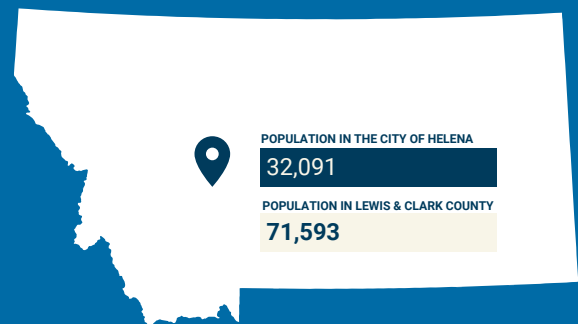 POPULATION IN THE CITY OF HELENA
32,091
POPULATION IN LEWIS & CLARK COUNTY
71,593